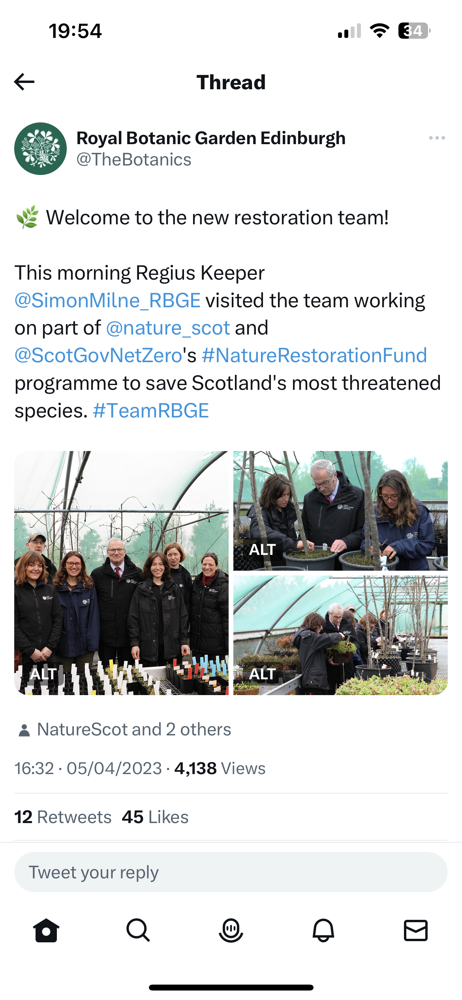 19:54
34
Thread
Royal Botanic Garden Edinburgh
@TheBotanics
Welcome to the new restoration team!
This morning Regius Keeper
@SimonMilne_RBGE visited the team working
on part of @nature_scot and
@ScotGovNetZero's #NatureRestorationFund
programme to save Scotland's most threatened
species. #TeamRBGE
ALT
ALT
ALT
NatureScot and 2 others
16:32 · 05/04/2023 · 4,138 Views
12 Retweets 45 Likes
Tweet your reply